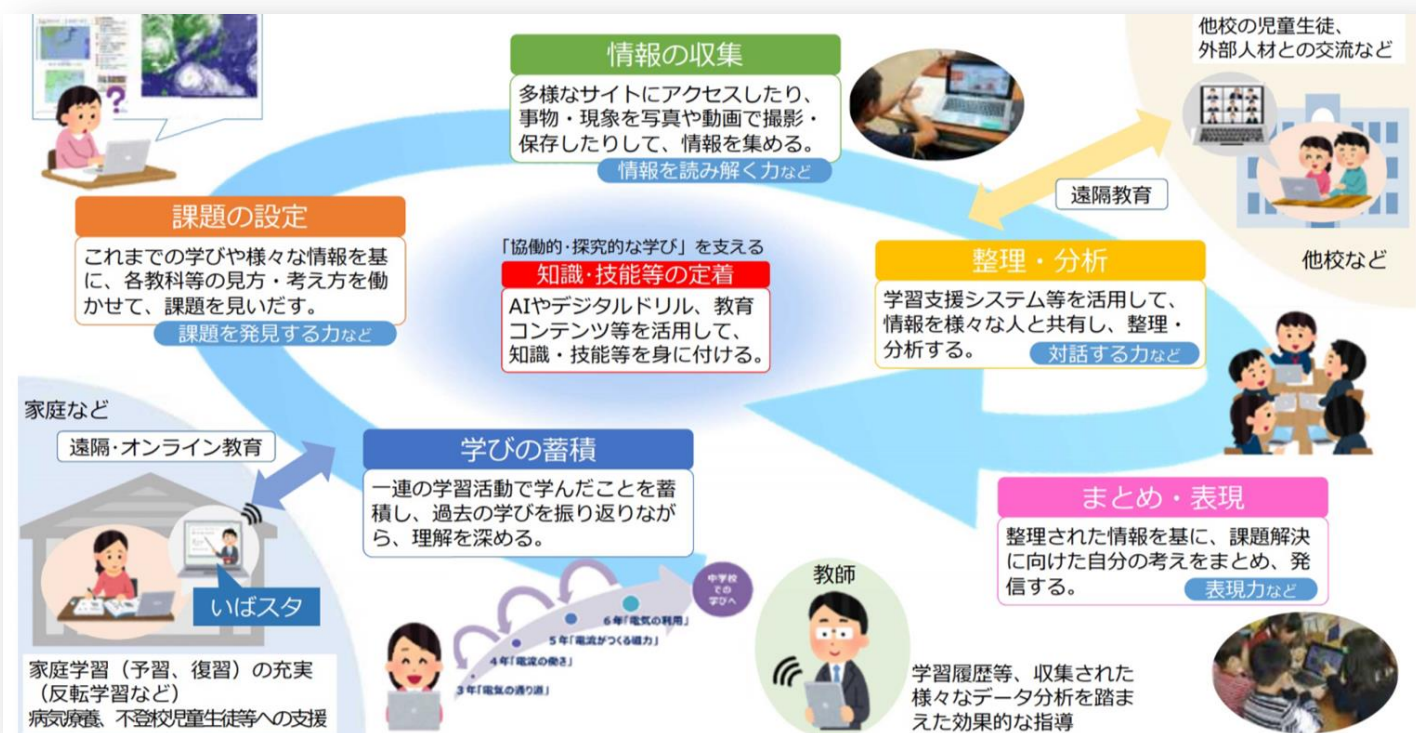 情報の収集
多様なサイトにアクセスしたり、
事物・現象を写真や動画で撮影・
保存したりして、情報を集める。
情報を読み解く力など
他校の児童生徒、
外部人材との交流など
遠隔教育
他校など
課題の設定
これまでの学びや様々な情報を基
に、各教科等の見方・考え方を働
かせて、課題を見いだす。
課題を発見する力など
「協働的・探究的な学び」を支える
知識・技能等の定着
AIやデジタルドリル、教育
コンテンツ等を活用して、
知識・技能等を身に付ける。
整理・分析
学習支援システム等を活用して、
情報を様々な人と共有し、整理・
分析する。
対話する力など
家庭など
遠隔・オンライン教育
いばスタ
家庭学習（予習、復習）の充実
（反転学習など）
病気療養、不登校児童生徒等への支援
学びの蓄積
一連の学習活動で学んだことを蓄
積し、過去の学びを振り返りなが
ら、理解を深める。
中学校
での
学びへ
6年「電気の利用」
5年「電流がつくる磁力」
4年「電流の働き」
3年「電気の通り道」
教師
学習履歴等、収集された
様々なデータ分析を踏ま
えた効果的な指導
まとめ・表現
整理された情報を基に、課題解決
に向けた自分の考えをまとめ、発
信する。
表現力など